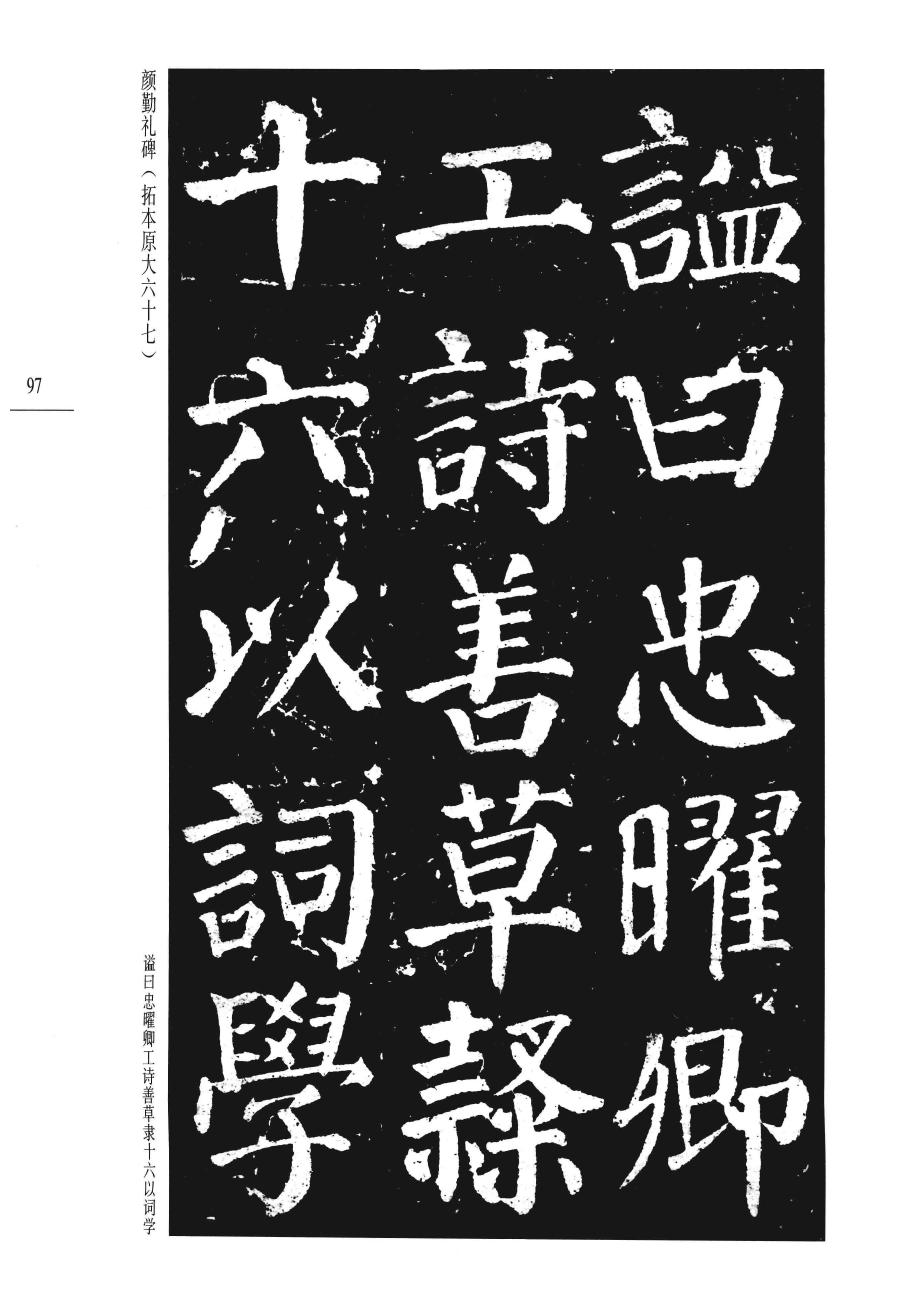 謚曰忠曜卿
工詩善草隸
十六以詞學
颜勤礼碑（拓本原大六十七）
谥曰忠曜卿工诗善草隶十六以词学
97